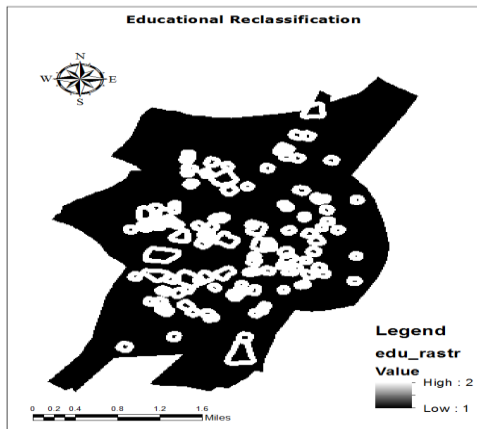 Educational Reclassification
N
W E
S
Legend
edu_rastr
Value
High : 2
Low : 1
0 0.2 0.4 0.8 1.2 1.6
Miles